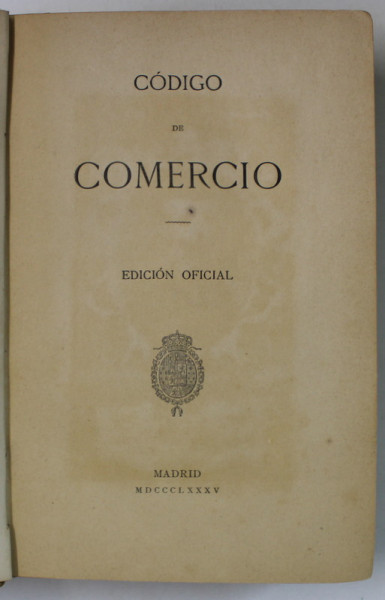 CÓDIGO
DE
COMERCIO
EDICIÓN OFICIAL
MADRID
MDCCCLXXXV